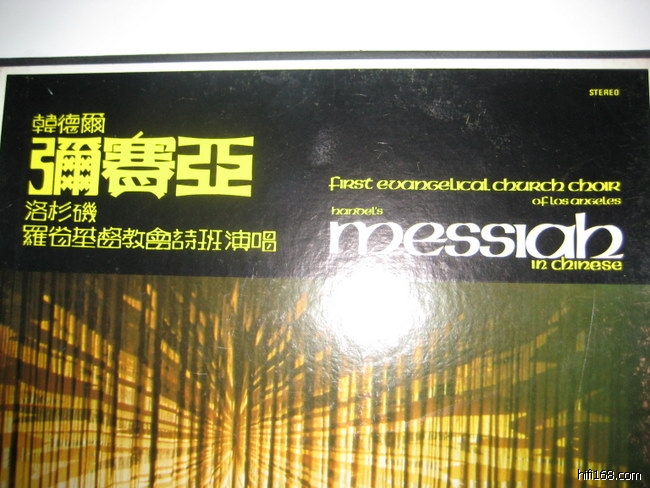 STEREO
韓德爾
彌賽亞
洛杉磯
羅省基督教會詩班演唱
First Evangelical Church Choir
of Los Angeles
Handel's
Messiah
in Chinese
hifi168.com